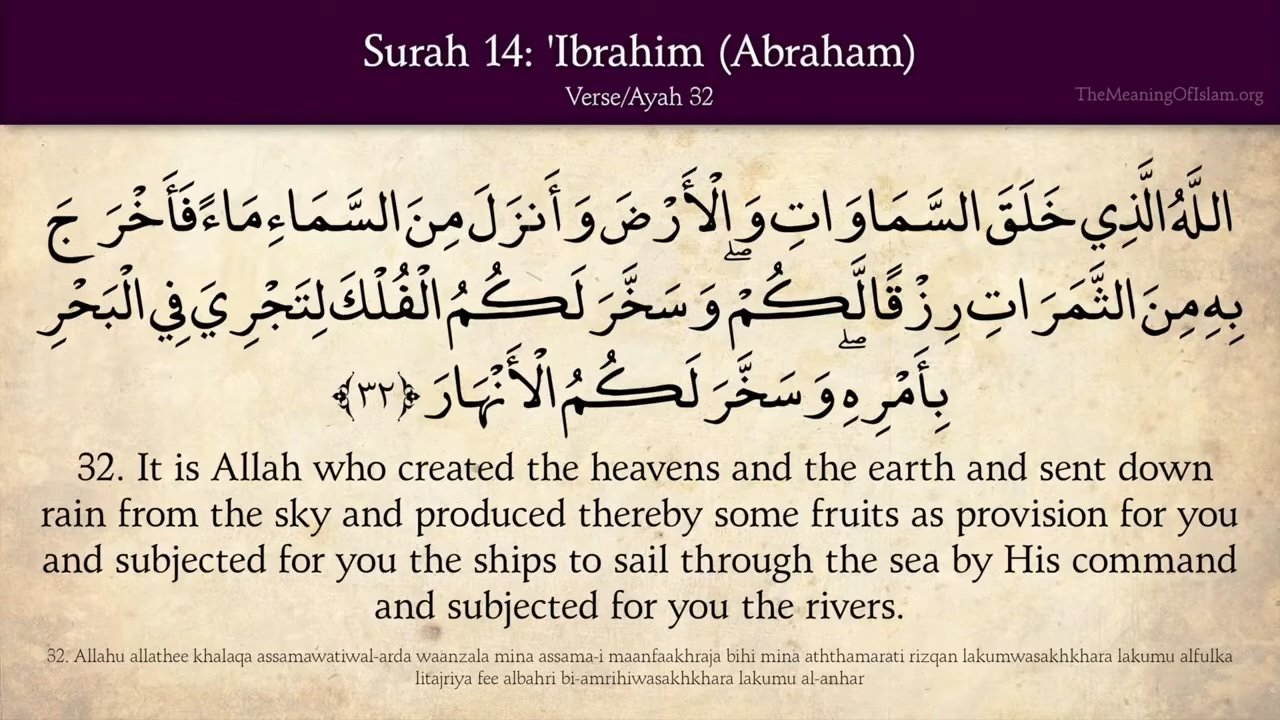 Surah 14: 'Ibrahim (Abraham)
Verse/Ayah 32
TheMeaningOfIslam.org
اللَّهُ الَّذِي خَلَقَ السَّمَاوَاتِ وَالْأَرْضَ وَأَنزَلَ مِنَ السَّمَاءِ مَاءً فَأَخْرَجَ
بِهِ مِنَ الثَّمَرَاتِ رِزْقًا لَّكُمْ ۖ وَسَخَّرَ لَكُمُ الْفُلْكَ لِتَجْرِيَ فِي الْبَحْرِ
بِأَمْرِهِ ۖ وَسَخَّرَ لَكُمُ الْأَنْهَارَ ﴿٣٢﴾
32. It is Allah who created the heavens and the earth and sent down
rain from the sky and produced thereby some fruits as provision for you
and subjected for you the ships to sail through the sea by His command
and subjected for you the rivers.
32. Allahu allathee khalaqa assamawatiwal-arda waanzala mina assama-i maanfaakhraja bihi mina aththamarati rizqan lakumwasakhkhara lakumu alfulka
litajriya fee albahri bi-amrihiwasakhkhara lakumu al-anhar